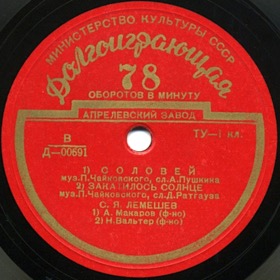 МИНИСТЕРСТВО КУЛЬТУРЫ СССР
Долгоиграющая
78
ОБОРОТОВ В МИНУТУ
АПРЕЛЕВСКИЙ ЗАВОД
В
Д—00691
ТУ—1 кл.
1) СОЛОВЕЙ
муз. П. Чайковского, сл. А. Пушкина
2) ЗАКАТИЛОСЬ СОЛНЦЕ
муз. П. Чайковского, сл. Д. Ратгауза
С. Я. ЛЕМЕШЕВ
1) А. Макаров (ф-но)
2) Н. Вальтер (ф-но)